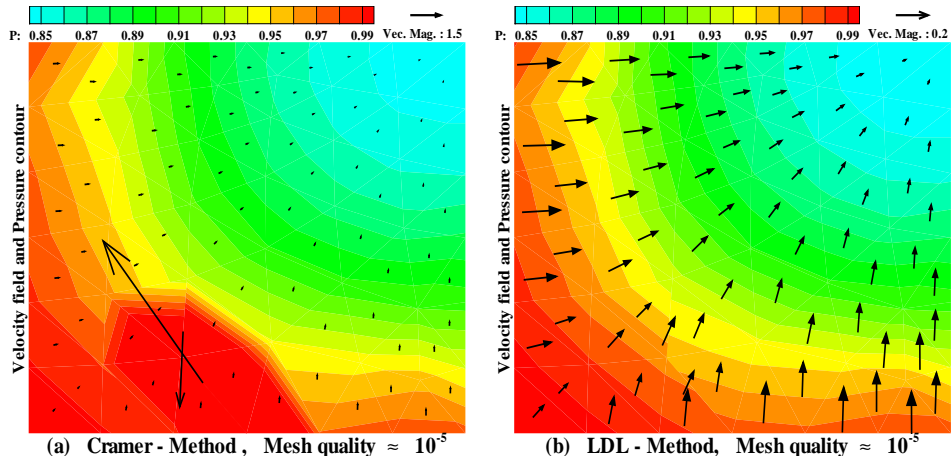 P: 0.85 0.87 0.89 0.91 0.93 0.95 0.97 0.99 Vec. Mag. : 1.5
Velocity field and Pressure contour
(a) Cramer - Method , Mesh quality ≈ 10^-5
P: 0.85 0.87 0.89 0.91 0.93 0.95 0.97 0.99 Vec. Mag. : 0.2
Velocity field and Pressure contour
(b) LDL - Method, Mesh quality ≈ 10^-5